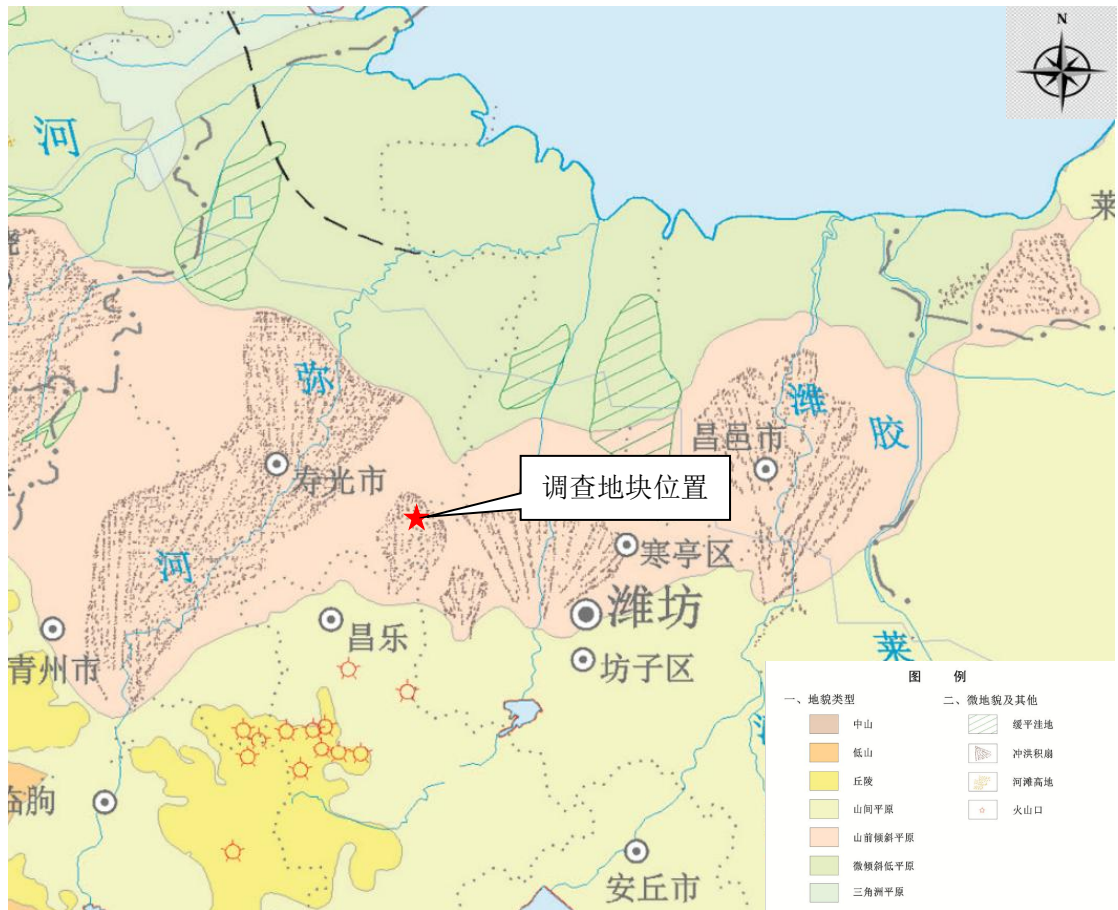 N
河
莱
饶
弥
潍
胶
昌邑市
寿光市
调查地块位置
河
寒亭区
潍坊
昌乐
青州市
坊子区
莱
临朐
安丘市
图 例
一、地貌类型
二、微地貌及其他
中山
缓平洼地
低山
冲洪积扇
丘陵
河滩高地
山间平原
火山口
山前倾斜平原
微倾斜低平原
三角洲平原